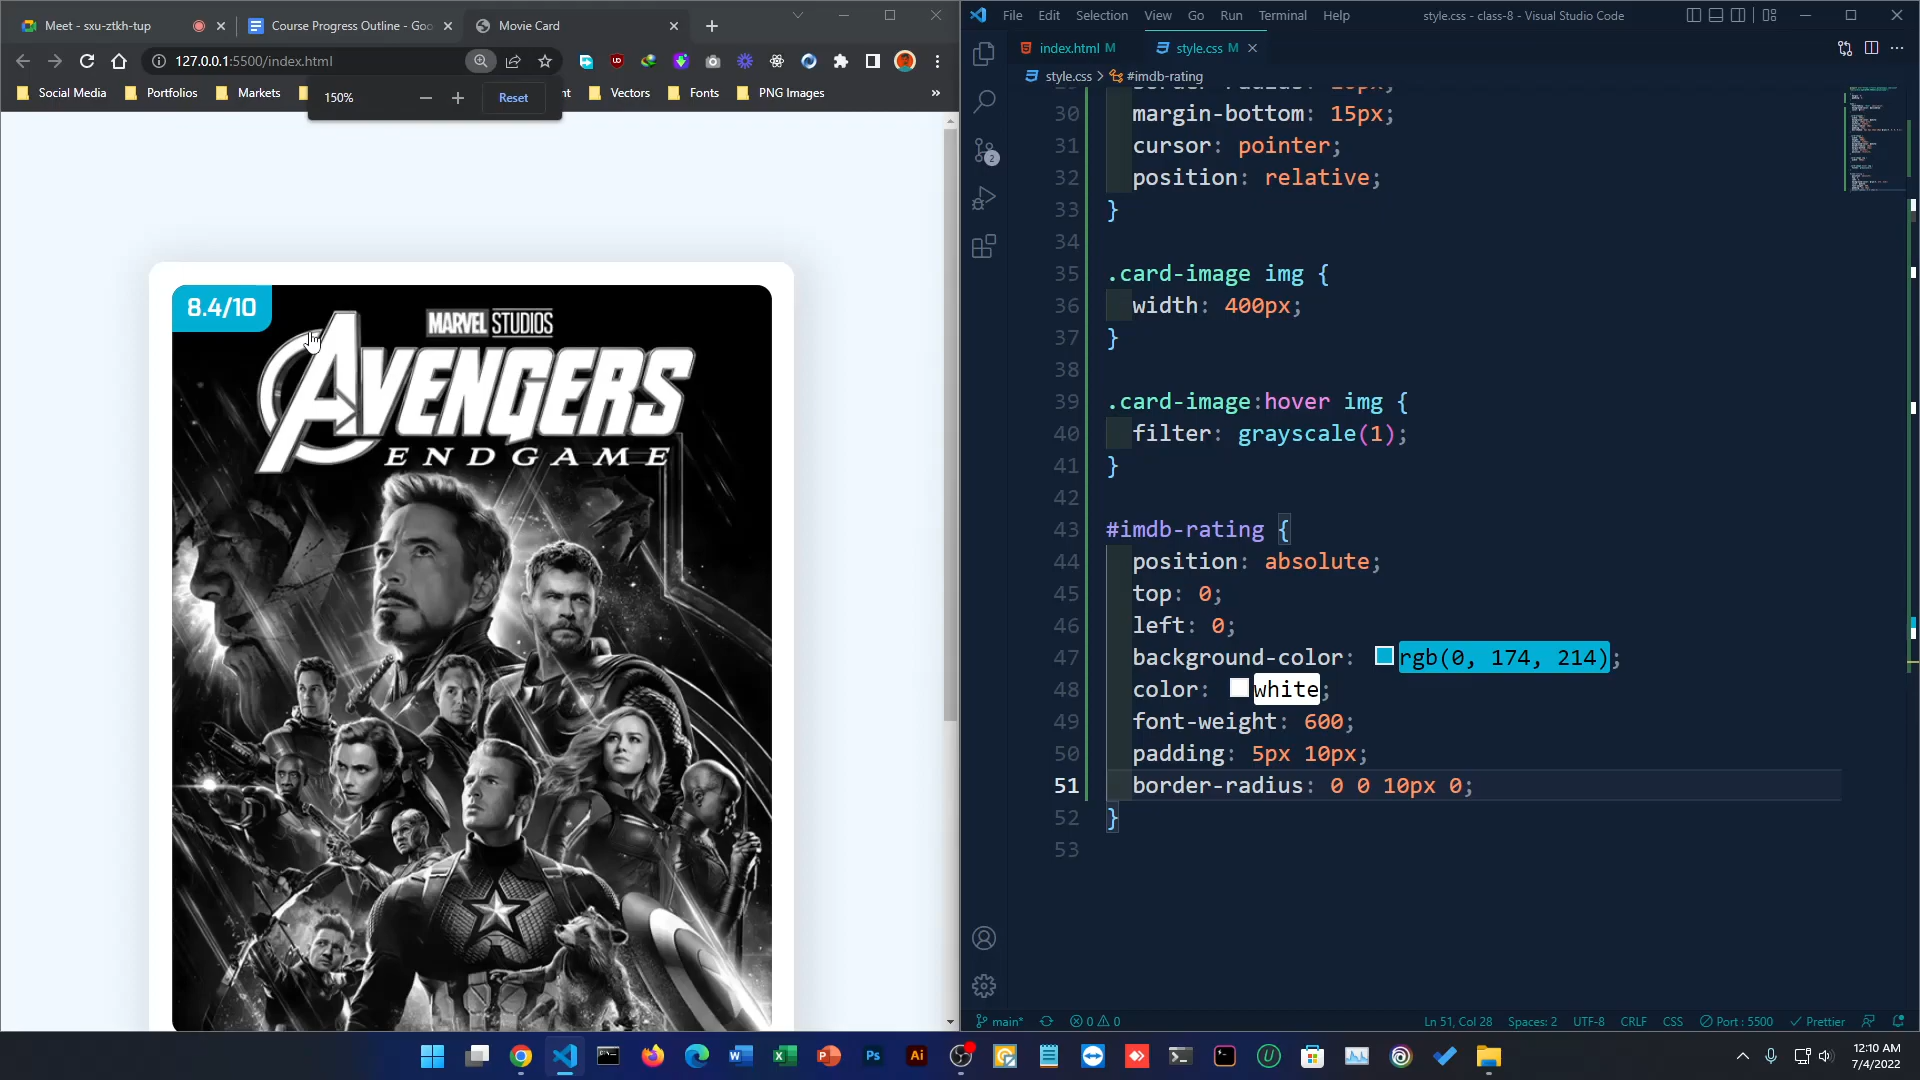 Meet - sxu-ztkh-tup
Course Progress Outline - Goo
Movie Card
127.0.0.1:5500/index.html
150%
Reset
Social Media
Portfolios
Markets
nt
Vectors
Fonts
PNG Images
»
8.4/10
MARVEL STUDIOS
AVENGERS
ENDGAME
File Edit Selection View Go Run Terminal Help
style.css - class-8 - Visual Studio Code
index.html M
style.css M
style.css > #imdb-rating
2
30 margin-bottom: 15px;
31 cursor: pointer;
32 position: relative;
33 }
34
35 .card-image img {
36 width: 400px;
37 }
38
39 .card-image:hover img {
40 filter: grayscale(1);
41 }
42
43 #imdb-rating {
44 position: absolute;
45 top: 0;
46 left: 0;
47 background-color: rgb(0, 174, 214);
48 color: white;
49 font-weight: 600;
50 padding: 5px 10px;
51 border-radius: 0 0 10px 0;
52 }
53
main* 0 0 Ln 51, Col 28 Spaces: 2 UTF-8 CRLF CSS Port : 5500 Prettier
12:10 AM
7/4/2022